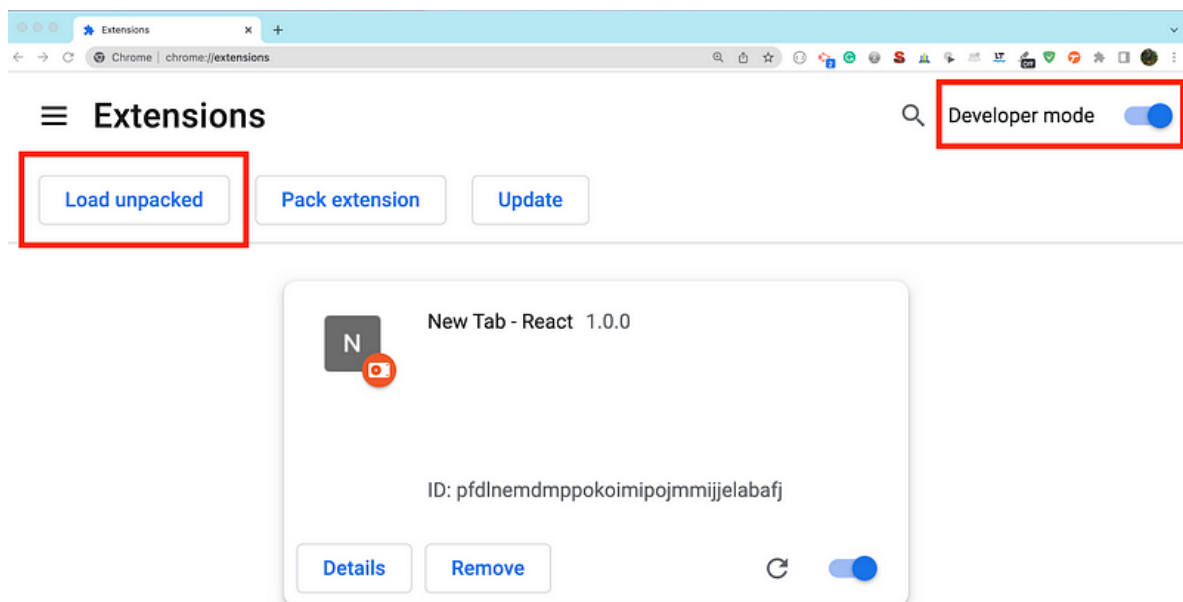 Extensions
Chrome | chrome://extensions
Extensions
Developer mode
Load unpacked Pack extension Update
N
New Tab - React 1.0.0
ID: pfdlnemdmppokoimipojmmijjelabafj
Details Remove